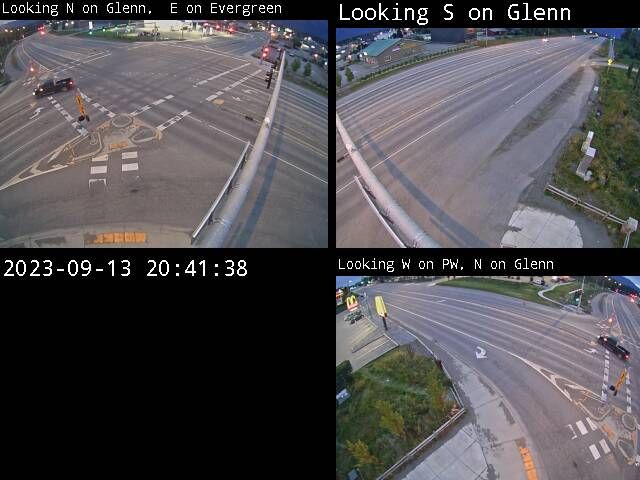 Looking N on Glenn,  E on Evergreen
Looking S on Glenn
2023-09-13 20:41:38
Looking W on PW, N on Glenn